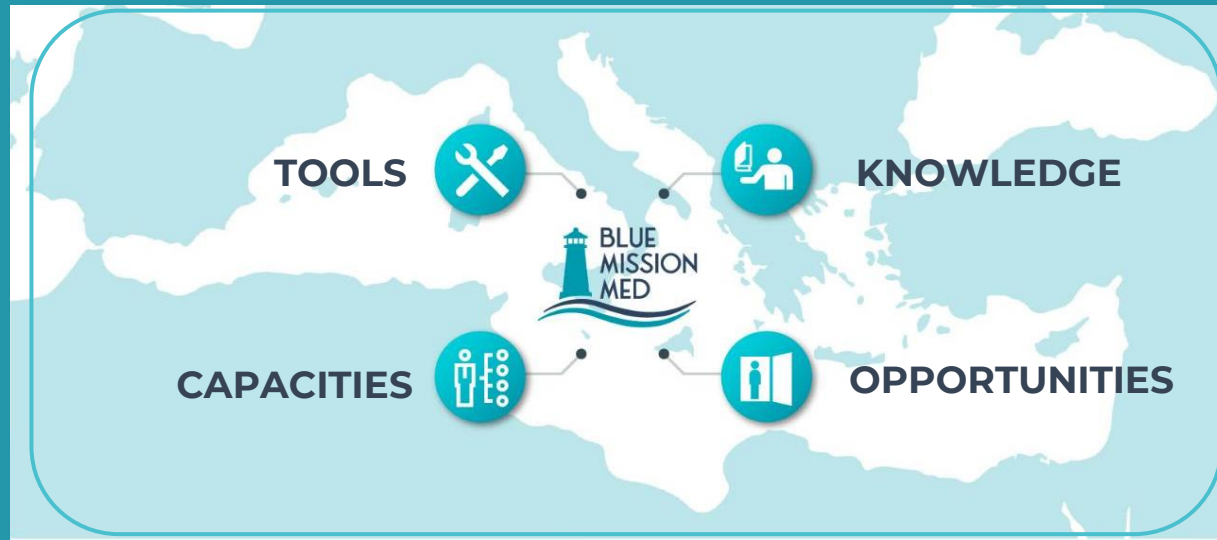 TOOLS
KNOWLEDGE
BLUE
MISSION
MED
CAPACITIES
OPPORTUNITIES